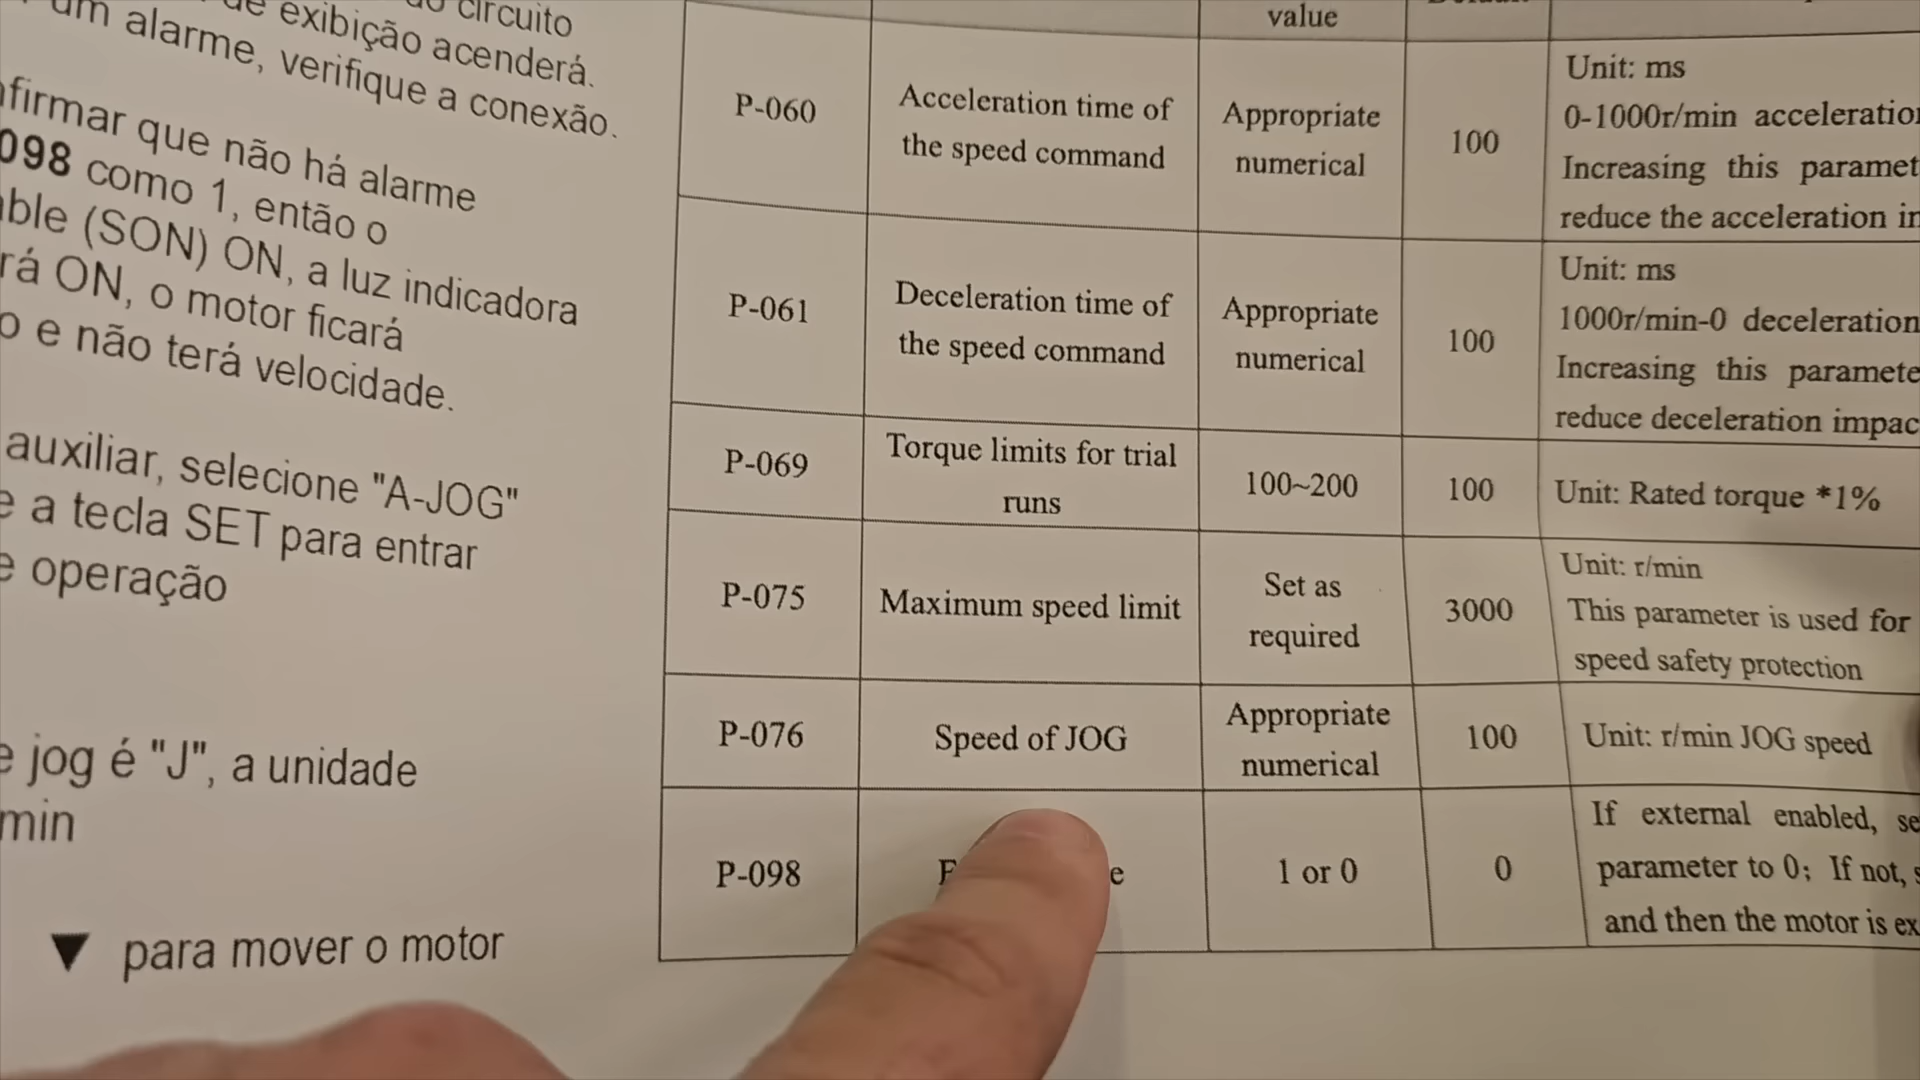 circuito
de exibição acenderá.
um alarme, verifique a conexão.
firmar que não há alarme
098 como 1, então o
ble (SON) ON, a luz indicadora
rá ON, o motor ficará
o e não terá velocidade.
auxiliar, selecione "A-JOG"
e a tecla SET para entrar
e operação
e jog é "J", a unidade
min
▼ para mover o motor
value
P-060
Acceleration time of
the speed command
Appropriate
numerical
100
Unit: ms
0-1000r/min acceleratio
Increasing this paramet
reduce the acceleration i
P-061
Deceleration time of
the speed command
Appropriate
numerical
100
Unit: ms
1000r/min-0 deceleration
Increasing this paramete
reduce deceleration impac
P-069
Torque limits for trial
runs
100~200
100
Unit: Rated torque *1%
P-075
Maximum speed limit
Set as
required
3000
Unit: r/min
This parameter is used for
speed safety protection
P-076
Speed of JOG
Appropriate
numerical
100
Unit: r/min JOG speed
P-098
1 or 0
0
If external enabled, se
parameter to 0; If not,
and then the motor is ex